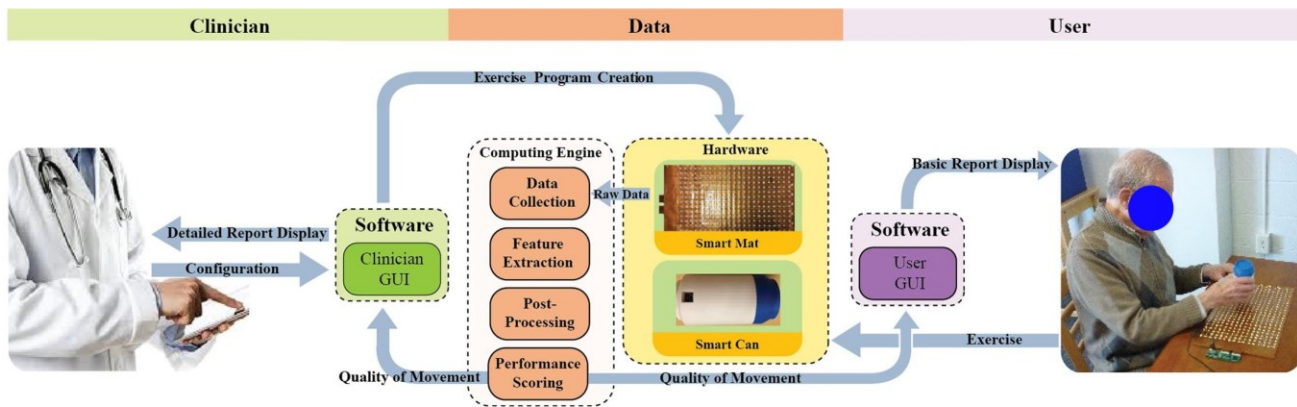 Clinician
Data
User
Exercise Program Creation
Computing Engine
Data
Collection
Feature
Extraction
Post-
Processing
Performance
Scoring
Hardware
Raw Data
Smart Mat
Smart Can
Basic Report Display
Software
User
GUI
Exercise
Detailed Report Display
Configuration
Software
Clinician
GUI
Quality of Movement
Quality of Movement